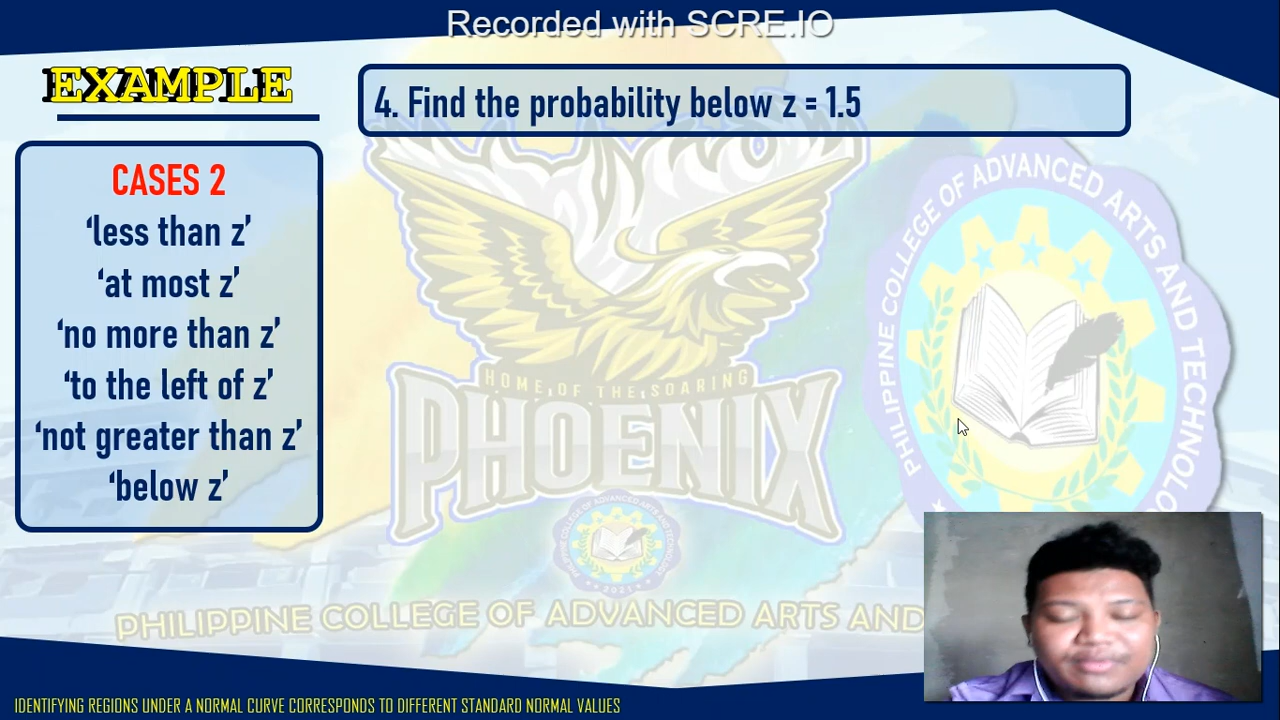 Recorded with SCRE.IO
EXAMPLE
4. Find the probability below z = 1.5
CASES 2
‘less than z’
‘at most z’
‘no more than z’
‘to the left of z’
‘not greater than z’
‘below z’
HOME OF THE SOARING
PHOENIX
PHILIPPINE COLLEGE OF ADVANCED ARTS AND TECHNOLO
PHILIPPINE COLLEGE OF ADVANCED ARTS AND
IDENTIFYING REGIONS UNDER A NORMAL CURVE CORRESPONDS TO DIFFERENT STANDARD NORMAL VALUES